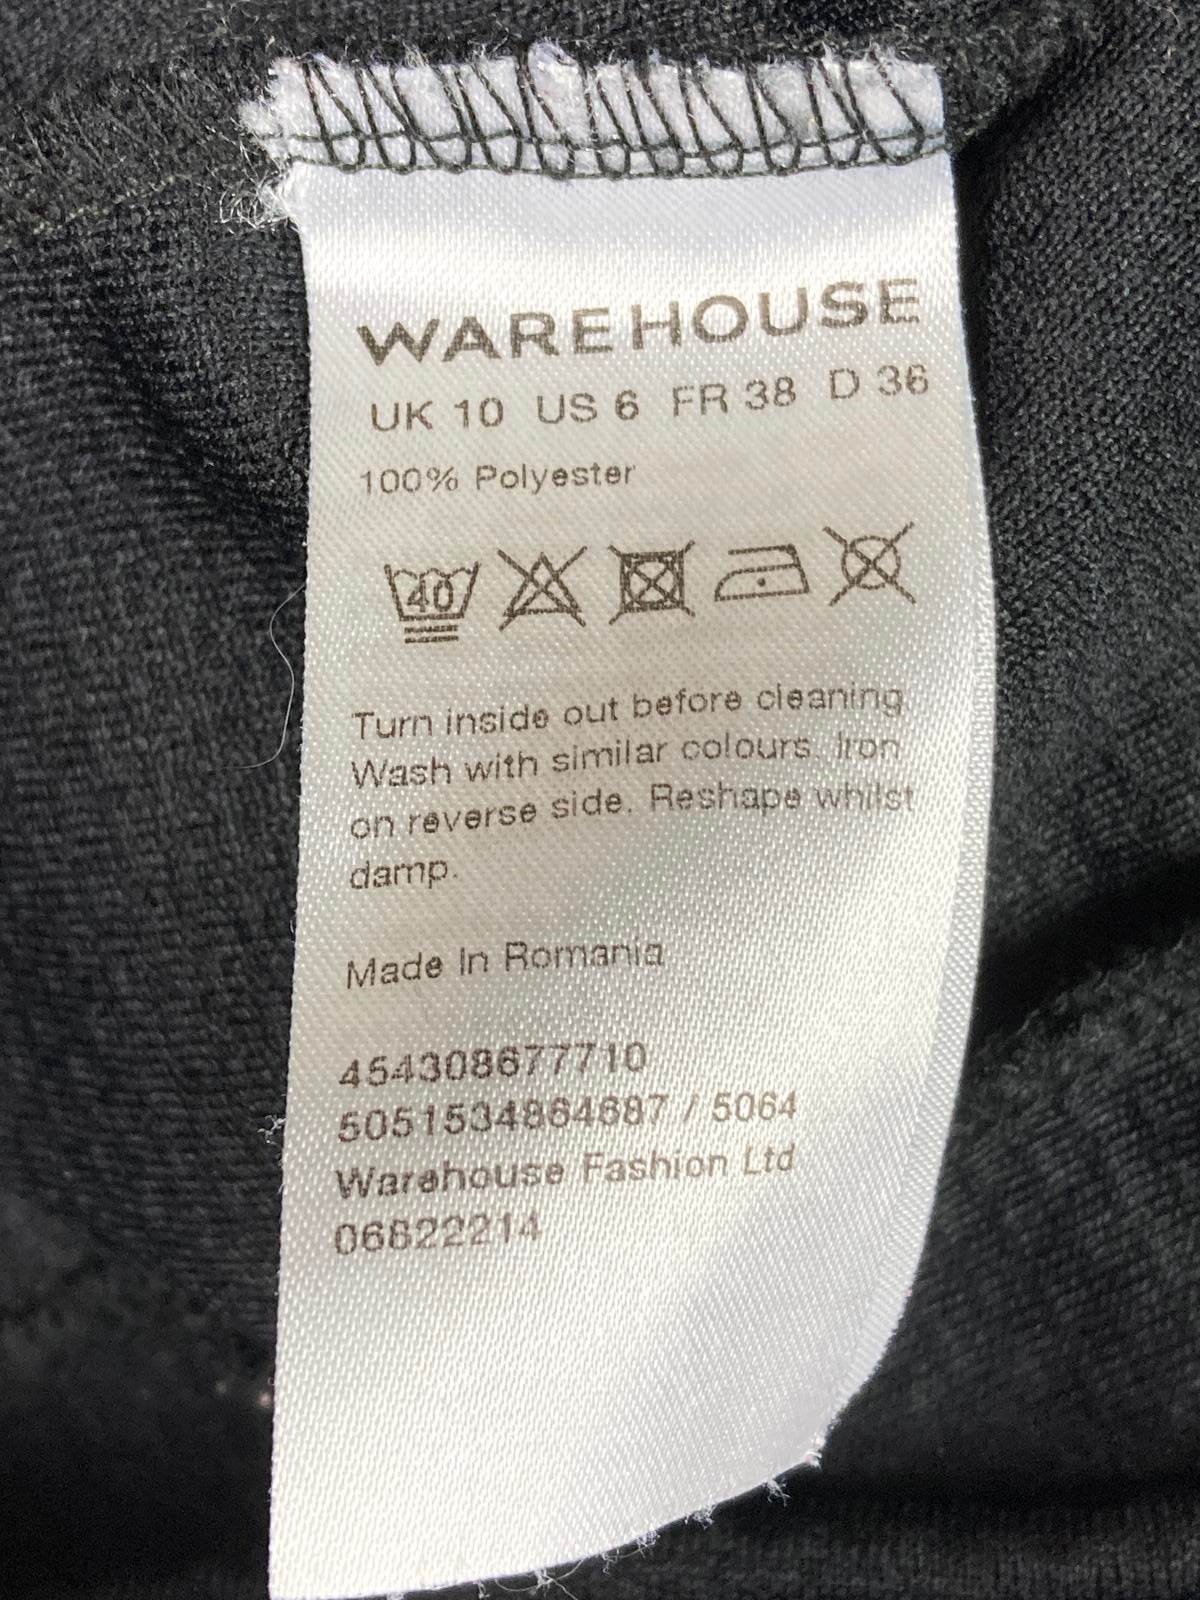 WAREHOUSE
UK 10 US 6 FR 38 D 36
100% Polyester
40
Turn inside out before cleaning.
Wash with similar colours. Iron
on reverse side. Reshape whilst
damp.
Made In Romania
454308677710
5051534864687 / 5064
Warehouse Fashion Ltd
06822214